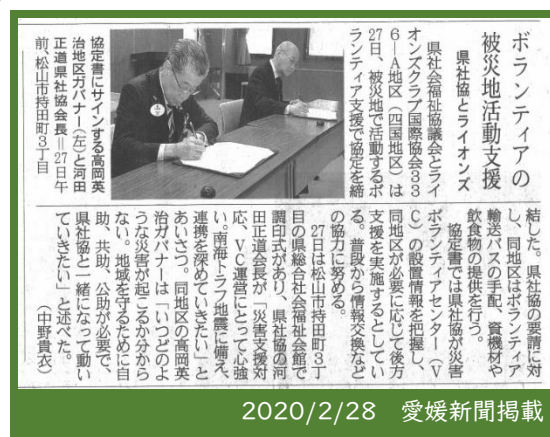 ボランティアの
被災地活動支援
県社協とライオンズ
県社会福祉協議会とライ
オンズクラブ国際協会33
6―A地区(四国地区)は
27日、被災地で活動するボ
ランティア支援で協定を締
協定書にサインする高岡英
治地区ガバナー(左)と河田
正道県社協会長=27日午
前、松山市持田町3丁目
結した。県社協の要請に対
し、同地区はボランティア
輸送バスの手配、資機材や
飲食物の提供を行う。
協定書では県社協が災害
ボランティアセンター(V
C)の設置情報を把握し、
同地区が必要に応じて後方
支援を実施するとしてい
る。普段から情報交換など
の協力に努める。
27日は松山市持田町3丁
目の県総合社会福祉会館で
調印式があり、県社協の河
田正道会長が「災害支援対
応、VC運営にとって心強
い。南海トラフ地震に備え、
連携を深めていきたい」と
あいさつ。同地区の高岡英
治ガバナーは「いつどのよ
うな災害が起こるか分から
ない。地域を守るために自
助、共助、公助が必要で、
県社協と一緒になって動い
ていきたい」と述べた。
(中野貴衣)
2020/2/28 愛媛新聞掲載